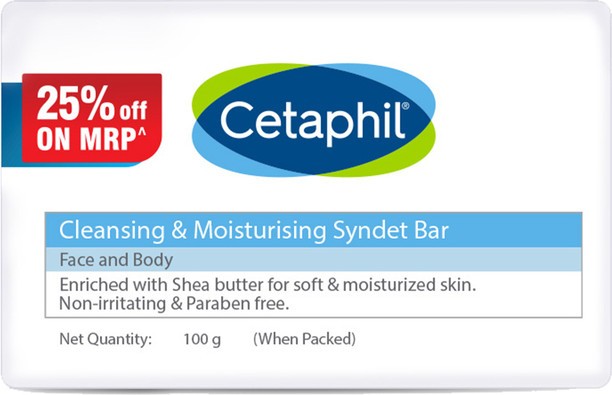 25% off
ON MRP^
Cetaphil®
Cleansing & Moisturising Syndet Bar
Face and Body
Enriched with Shea butter for soft & moisturized skin.
Non-irritating & Paraben free.
Net Quantity: 100 g (When Packed)